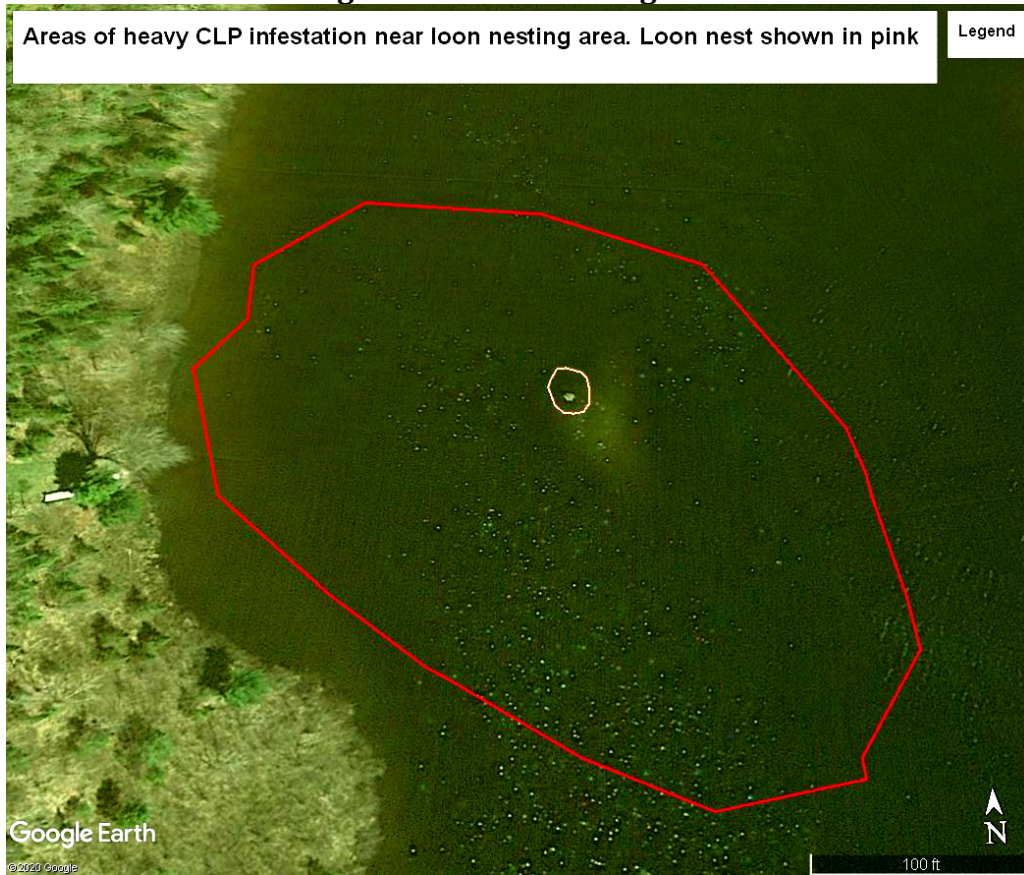 Areas of heavy CLP infestation near loon nesting area. Loon nest shown in pink
Legend
Google Earth
©2020 Google
N
100 ft